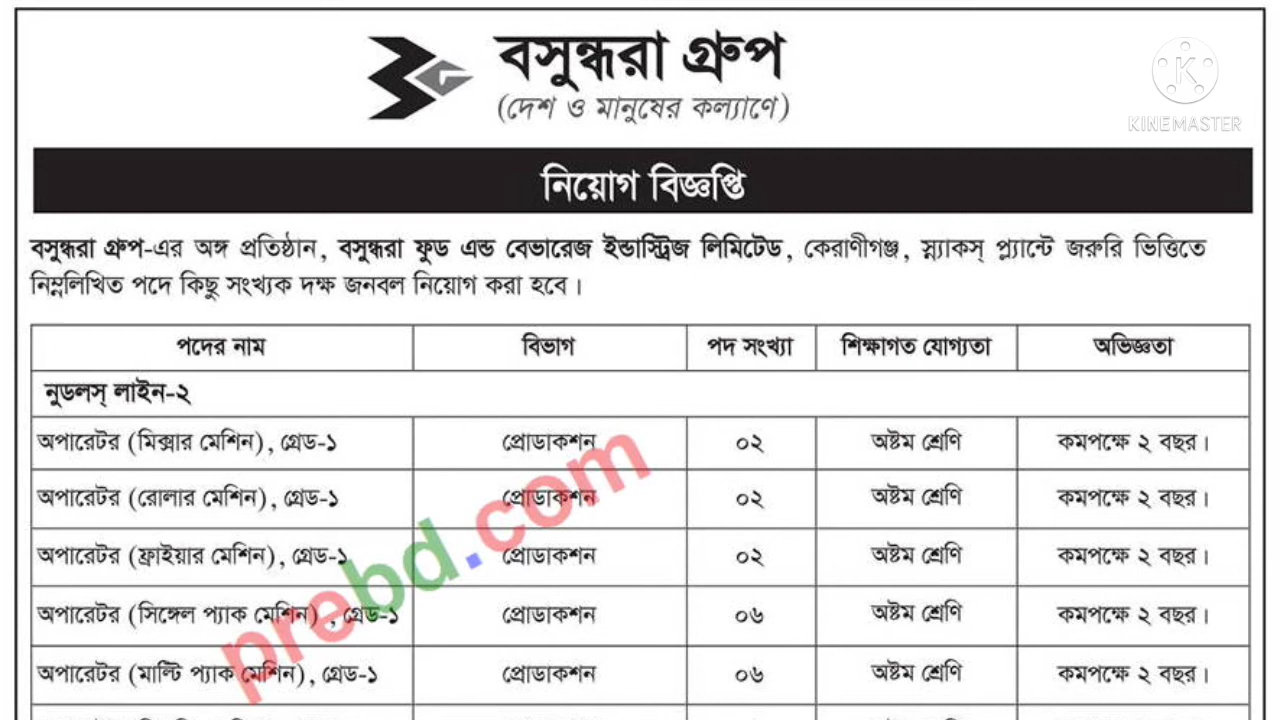 বসুন্ধরা গ্রুপ
(দেশ ও মানুষের কল্যাণে)
KINEMASTER
নিয়োগ বিজ্ঞপ্তি
বসুন্ধরা গ্রুপ-এর অঙ্গ প্রতিষ্ঠান, বসুন্ধরা ফুড এন্ড বেভারেজ ইন্ডাস্ট্রিজ লিমিটেড, কেরাণীগঞ্জ, স্ন্যাকস্ প্ল্যান্টে জরুরি ভিত্তিতে
নিম্নলিখিত পদে কিছু সংখ্যক দক্ষ জনবল নিয়োগ করা হবে।
পদের নাম বিভাগ পদ সংখ্যা শিক্ষাগত যোগ্যতা অভিজ্ঞতা
নুডলস্ লাইন-২
অপারেটর (মিক্সার মেশিন), গ্রেড-১ প্রোডাকশন ০২ অষ্টম শ্রেণি কমপক্ষে ২ বছর।
অপারেটর (রোলার মেশিন), গ্রেড-১ প্রোডাকশন ০২ অষ্টম শ্রেণি কমপক্ষে ২ বছর।
অপারেটর (ফ্রাইয়ার মেশিন), গ্রেড-১ প্রোডাকশন ০২ অষ্টম শ্রেণি কমপক্ষে ২ বছর।
অপারেটর (সিঙ্গেল প্যাক মেশিন) , গ্রেড-১ প্রোডাকশন ০৬ অষ্টম শ্রেণি কমপক্ষে ২ বছর।
অপারেটর (মাল্টি প্যাক মেশিন), গ্রেড-১ প্রোডাকশন ০৬ অষ্টম শ্রেণি কমপক্ষে ২ বছর।
prebd.com